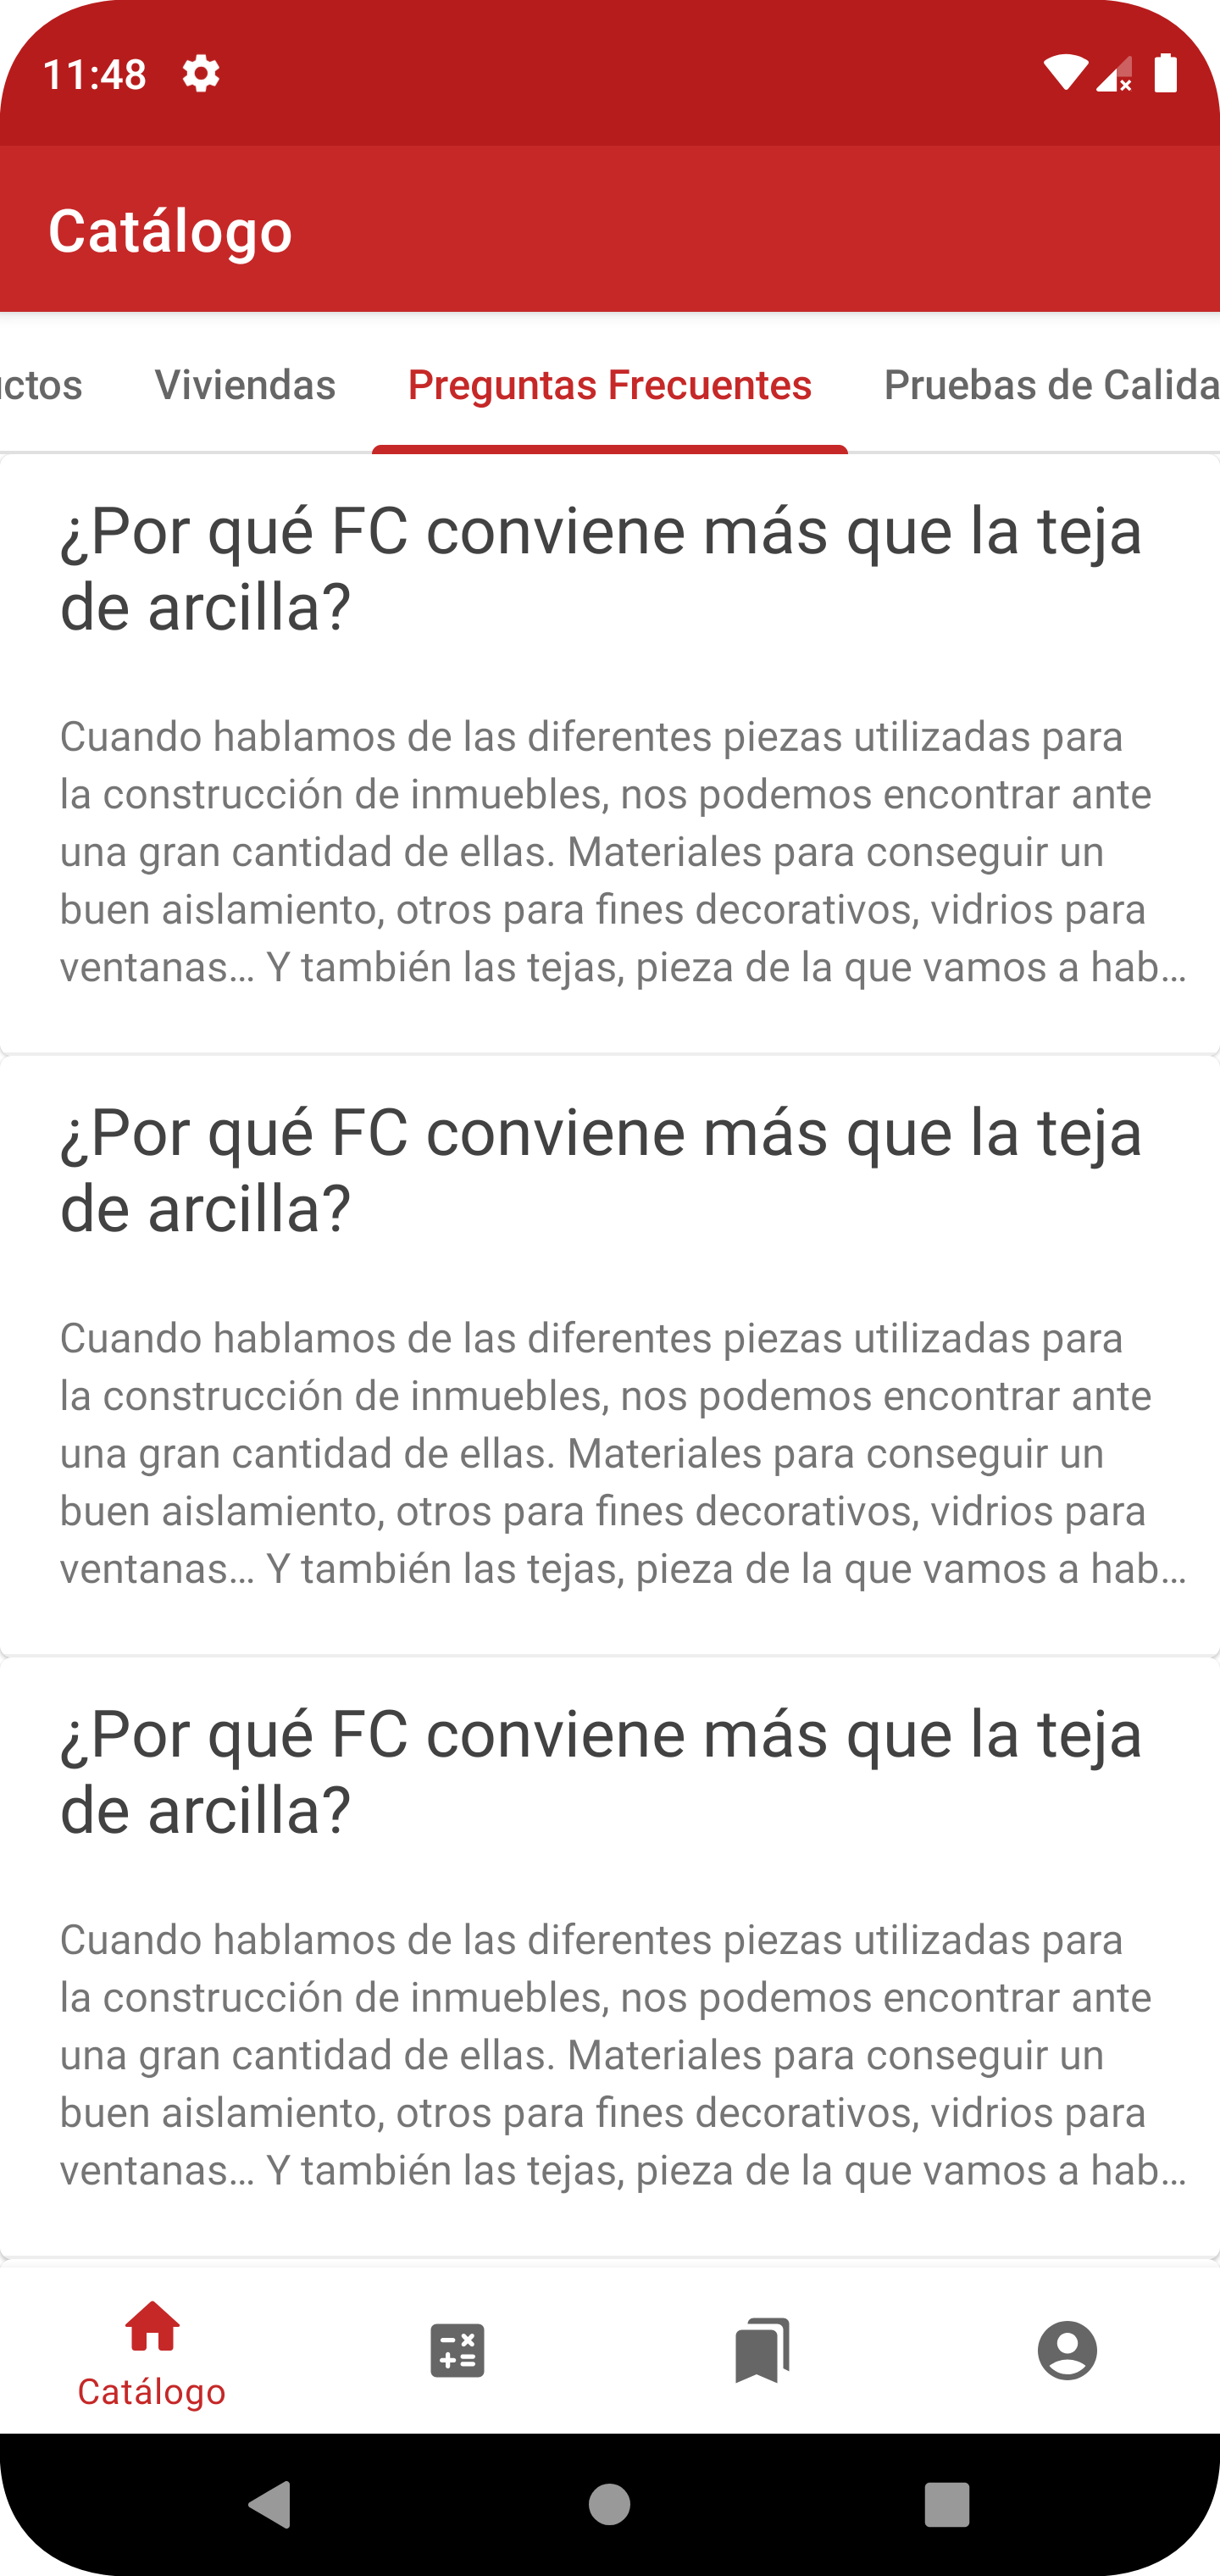 11:48
Catálogo
ctos Viviendas Preguntas Frecuentes Pruebas de Calida
¿Por qué FC conviene más que la teja
de arcilla?
Cuando hablamos de las diferentes piezas utilizadas para
la construcción de inmuebles, nos podemos encontrar ante
una gran cantidad de ellas. Materiales para conseguir un
buen aislamiento, otros para fines decorativos, vidrios para
ventanas... Y también las tejas, pieza de la que vamos a hab...
¿Por qué FC conviene más que la teja
de arcilla?
Cuando hablamos de las diferentes piezas utilizadas para
la construcción de inmuebles, nos podemos encontrar ante
una gran cantidad de ellas. Materiales para conseguir un
buen aislamiento, otros para fines decorativos, vidrios para
ventanas... Y también las tejas, pieza de la que vamos a hab...
¿Por qué FC conviene más que la teja
de arcilla?
Cuando hablamos de las diferentes piezas utilizadas para
la construcción de inmuebles, nos podemos encontrar ante
una gran cantidad de ellas. Materiales para conseguir un
buen aislamiento, otros para fines decorativos, vidrios para
ventanas... Y también las tejas, pieza de la que vamos a hab...
Catálogo